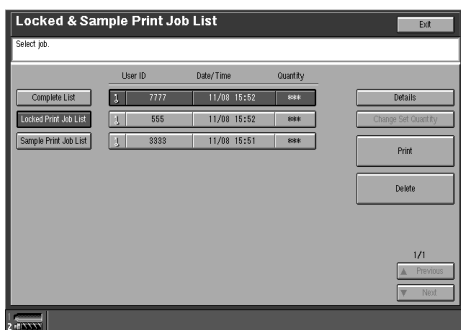 Locked & Sample Print Job List
Exit
Select job.
User ID Date/Time Quantity
Complete List 7777 11/08 15:52 *** Details
Locked Print Job List 555 11/08 15:52 *** Change Set Quantity
Sample Print Job List 3333 11/08 15:51 ***
Print
Delete
1/1
▲ Previous
▼ Next
1
2